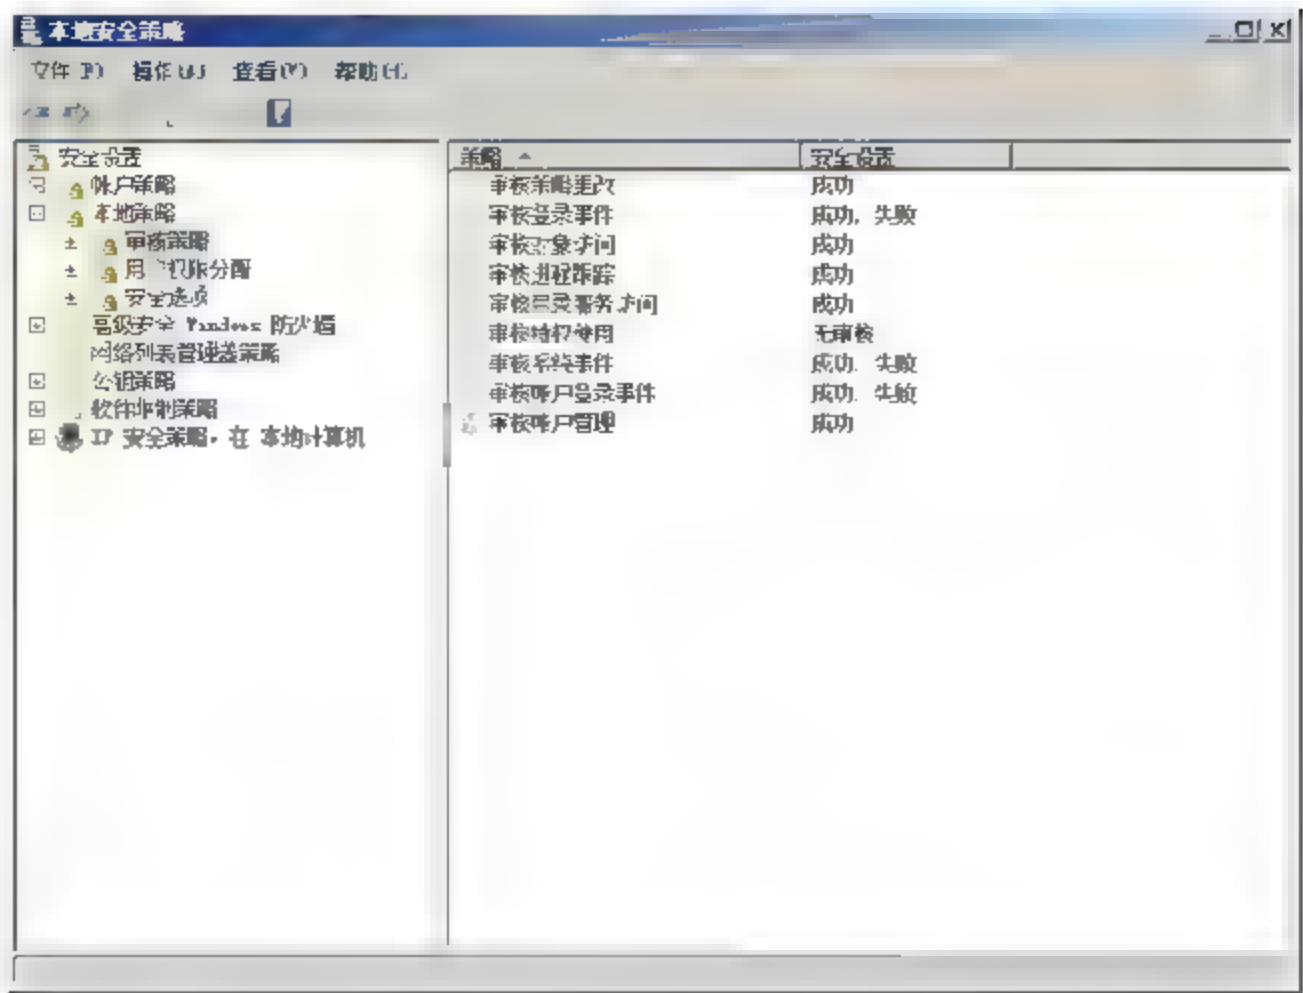 本地安全策略
文件(F) 操作(A) 查看(V) 帮助(H)
安全设置
帐户策略
本地策略
审核策略
用户权限分配
安全选项
高级安全 Windows 防火墙
网络列表管理器策略
公钥策略
软件限制策略
IP 安全策略，在 本地计算机
策略 安全设置
审核策略更改 成功
审核登录事件 成功, 失败
审核对象访问 成功
审核进程跟踪 成功
审核目录服务访问 成功
审核特权使用 无审核
审核系统事件 成功, 失败
审核帐户登录事件 成功, 失败
审核帐户管理 成功